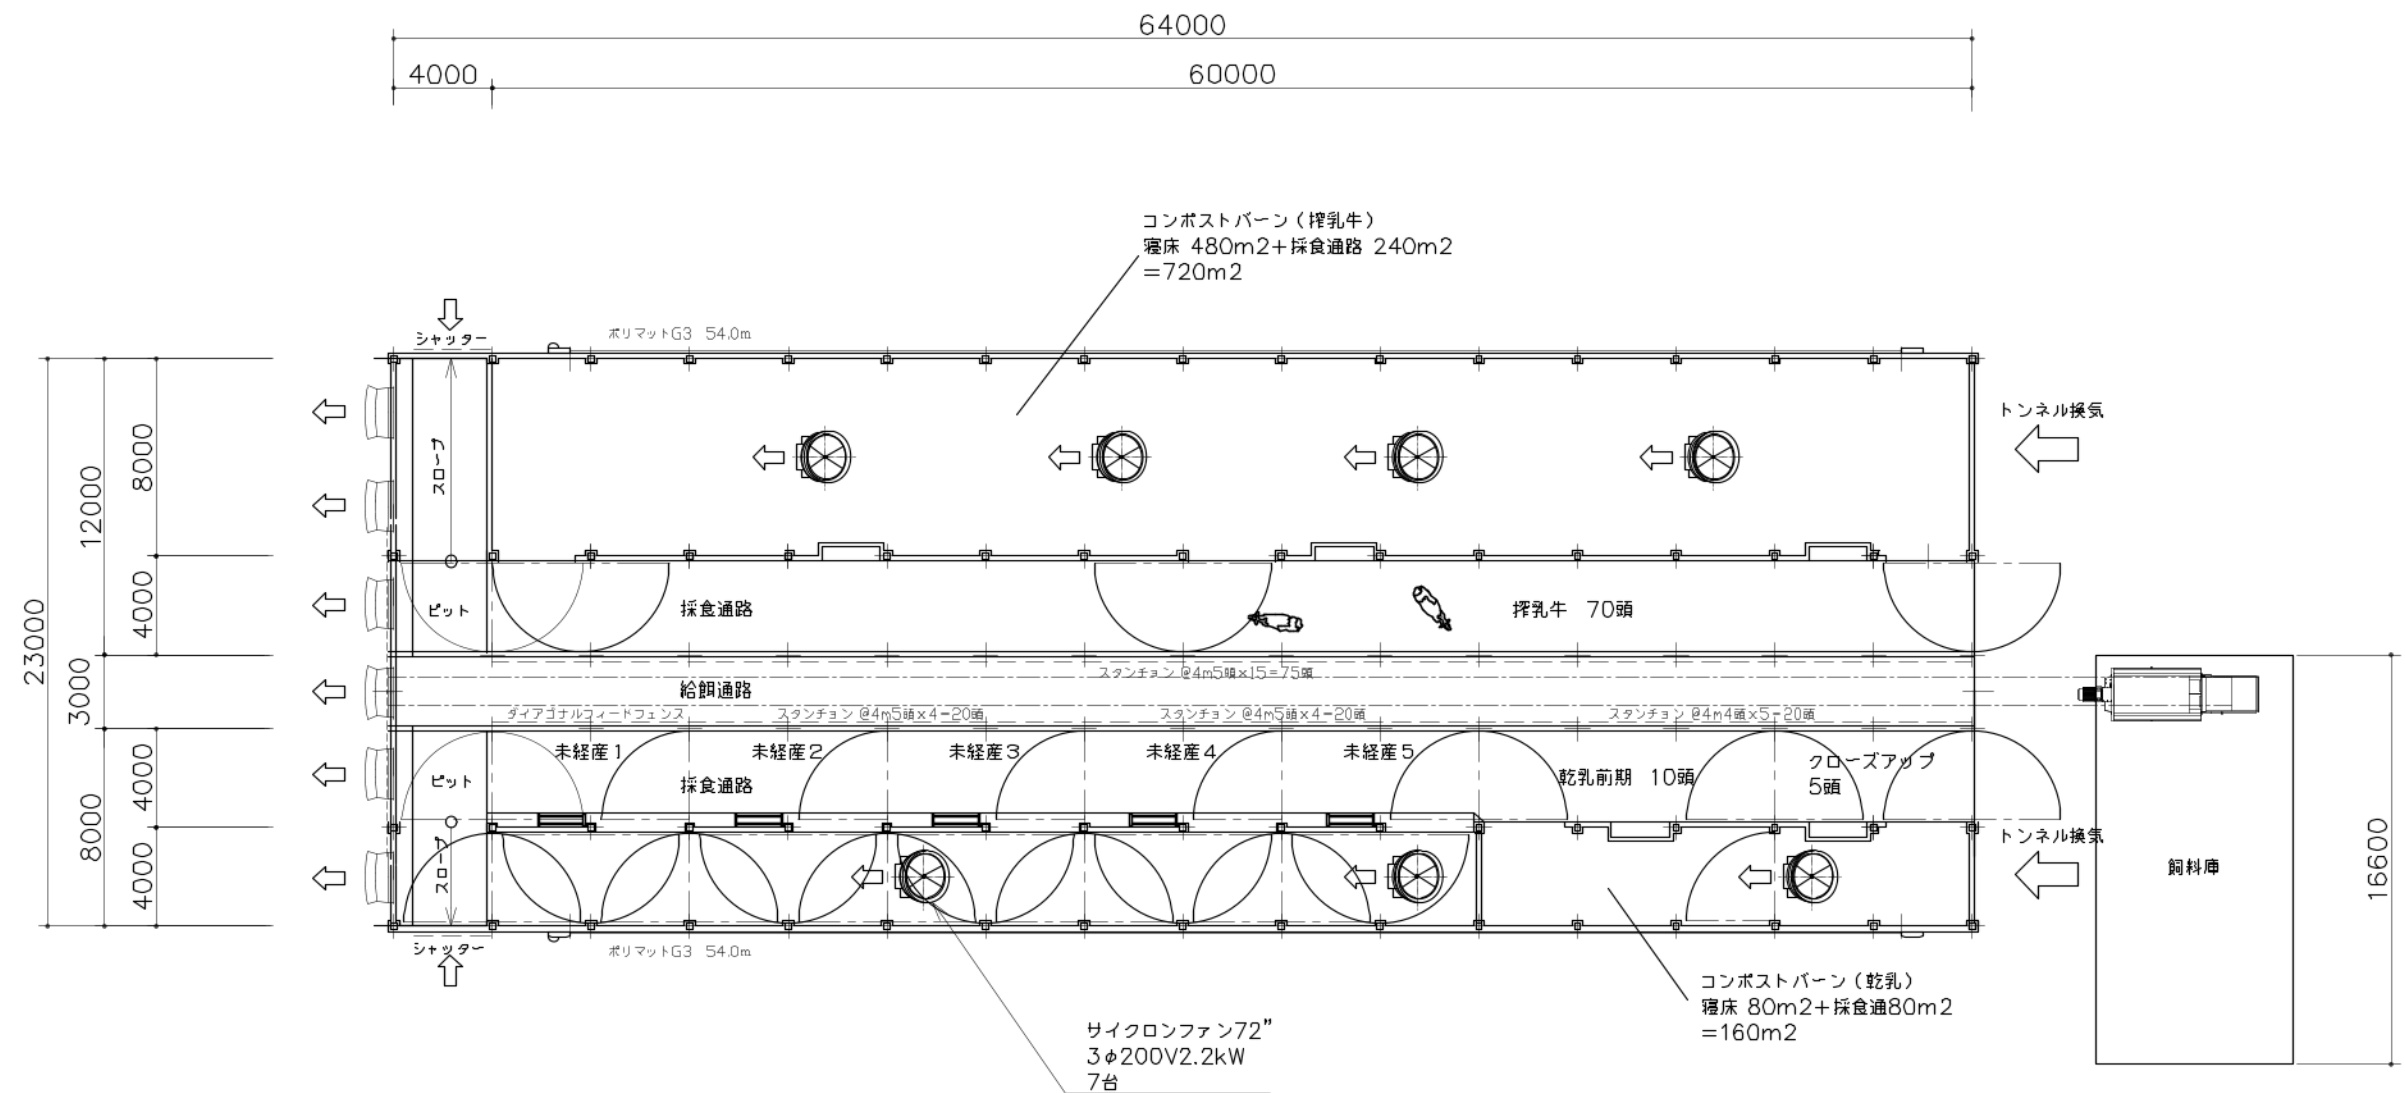 64000
4000
60000
コンポストバーン（搾乳牛）
寝床 480m2+採食通路 240m2
=720m2
シャッター
ポリマットG3 54.0m
トンネル換気
スロープ
8000
12000
4000
23000
3000
ピット
採食通路
搾乳牛 70頭
スタンチョン @4m5頭x15=75頭
給餌通路
ダイアゴナルフィードフェンス
スタンチョン @4m5頭x4=20頭
スタンチョン @4m5頭x4=20頭
スタンチョン @4m4頭x5=20頭
未経産1
未経産2
未経産3
未経産4
未経産5
クローズアップ
5頭
乾乳前期 10頭
ピット
採食通路
4000
8000
4000
スロープ
トンネル換気
飼料庫
16600
シャッター
ポリマットG3 54.0m
コンポストバーン（乾乳）
寝床 80m2+採食通80m2
=160m2
サイクロンファン72”
3φ200V2.2kW
7台